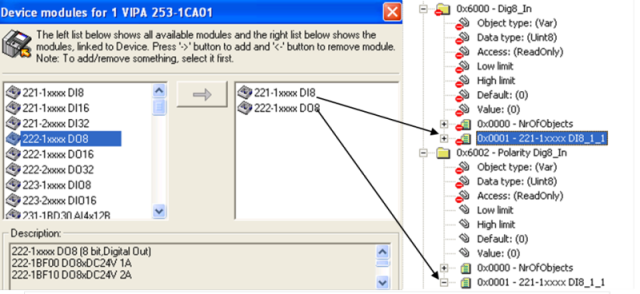 Device modules for 1 VIPA 253-1CA01
The left list below shows all available modules and the right list below shows the
modules, linked to Device. Press '->' button to add and '<-' button to remove module.
Note: To add/remove something, select it first.
221-1xxxx DI8
221-1xxxx DI16
221-2xxxx DI32
222-1xxxx DO8
222-1xxxx DO16
222-2xxxx DO32
223-1xxxx DIO8
223-2xxxx DIO16
231-1BD30 AI4x12B
221-1xxxx DI8
222-1xxxx DO8
Description:
222-1xxxx DO8 (8 bit,Digital Out)
222-1BF00 DO8xDC24V 1A
222-1BF10 DO8xDC24V 2A
0x6000 - Dig8_In
Object type: (Var)
Data type: (UInt8)
Access: (ReadOnly)
Low limit
High limit
Default: (0)
Value: (0)
0x0000 - NrOfObjects
0x0001 - 221-1xxxx DI8_1_1
0x6002 - Polarity Dig8_In
Object type: (Var)
Data type: (UInt8)
Access: (ReadOnly)
Low limit
High limit
Default: (0)
Value: (0)
0x0000 - NrOfObjects
0x0001 - 221-1xxxx DI8_1_1